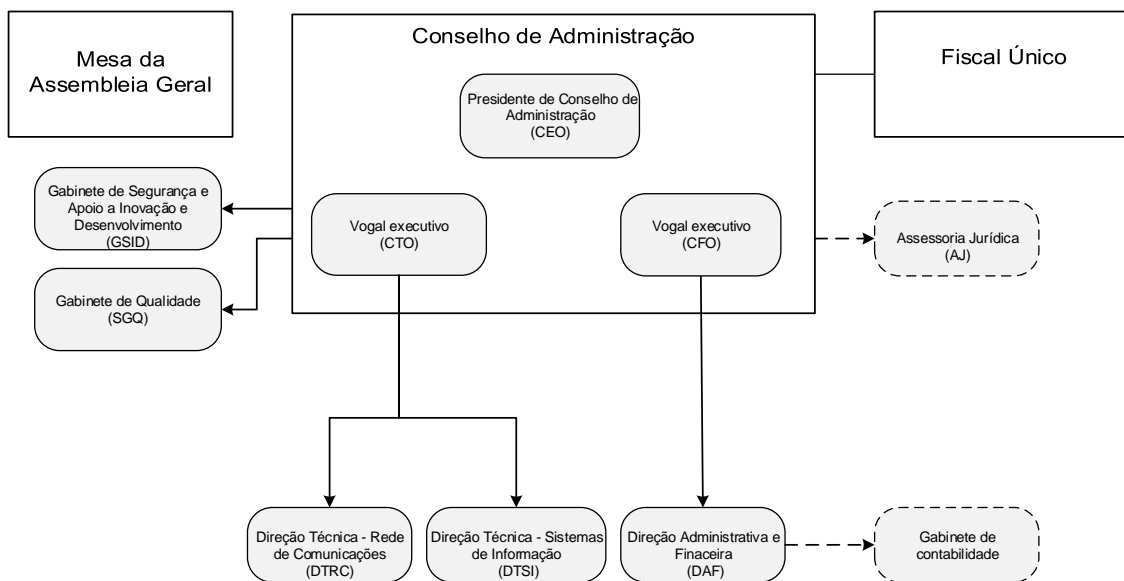 Mesa da
Assembleia Geral
Conselho de Administração
Fiscal Único
Presidente de Conselho de
Administração
(CEO)
Gabinete de Segurança e
Apoio a Inovação e
Desenvolvimento
(GSID)
Vogal executivo
(CTO)
Vogal executivo
(CFO)
Assessoria Jurídica
(AJ)
Gabinete de Qualidade
(SGQ)
Direção Técnica - Rede
de Comunicações
(DTRC)
Direção Técnica - Sistemas
de Informação
(DTSI)
Direção Administrativa e
Finaceira
(DAF)
Gabinete de
contabilidade